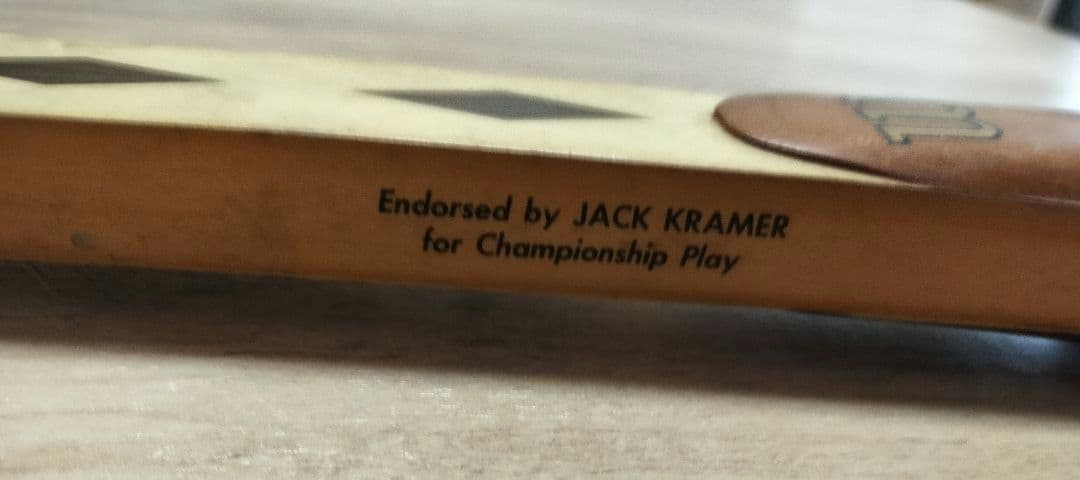 Endorsed by JACK KRAMER
for Championship Play